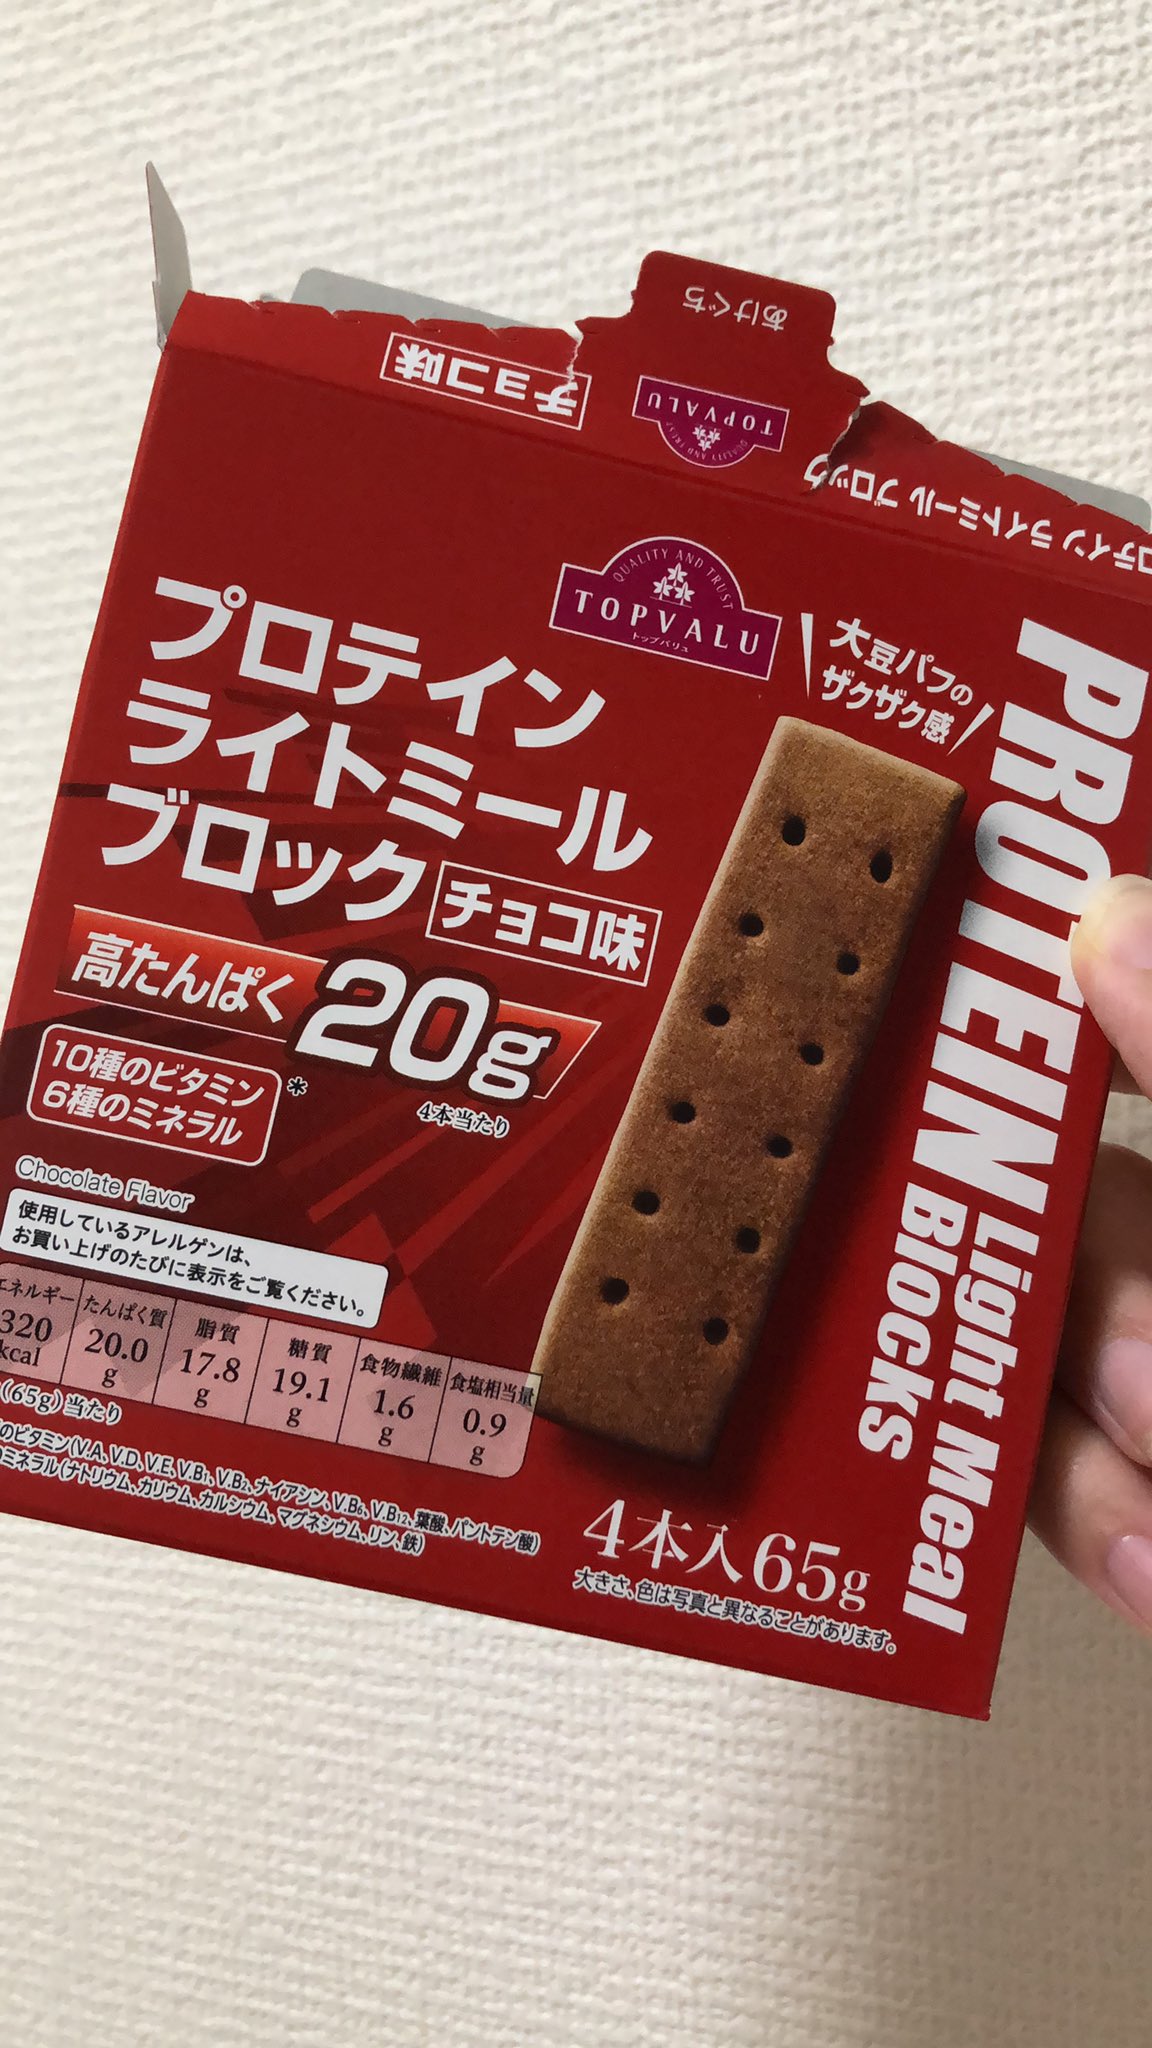 あけぐち
チョコ味
TOPVALU
QUALITY AND TRUST
ロテイン ライトミール ブロック
QUALITY AND TRUST
TOPVALU
トップバリュ
大豆パフの
ザクザク感
PROTEIN Light Meal
Blocks
プロテイン
ライトミール
ブロック チョコ味
高たんぱく 20g
4本当たり
10種のビタミン
6種のミネラル
*
Chocolate Flavor
使用しているアレルゲンは、
お買い上げのたびに表示をご覧ください。
エネルギー たんぱく質 脂質 糖質 食物繊維 食塩相当量
320 20.0 17.8 19.1 1.6 0.9
kcal g g g g g
(65g)当たり
のビタミン(V.A、V.D、V.E、V.B1、V.B2、ナイアシン、V.B6、V.B12、葉酸、パントテン酸)
ミネラル(ナトリウム、カリウム、カルシウム、マグネシウム、リン、鉄)
4本入65g
大きさ、色は写真と異なることがあります。